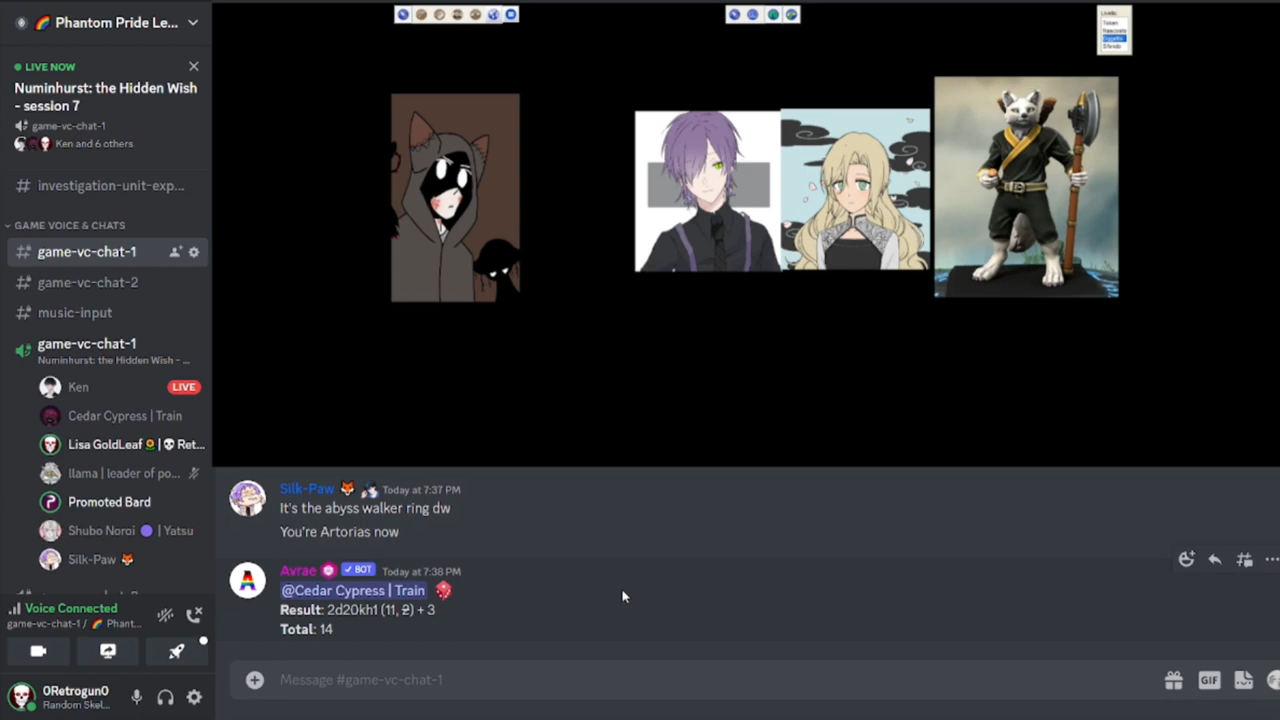 Phantom Pride Le...
LIVE NOW
Numinhurst: the Hidden Wish
- session 7
game-vc-chat-1
Ken and 6 others
investigation-unit-exp...
GAME VOICE & CHATS
game-vc-chat-1
game-vc-chat-2
music-input
game-vc-chat-1
Numinhurst: the Hidden Wish - ...
Ken
LIVE
Cedar Cypress | Train
Lisa GoldLeaf | Ret...
llama | leader of po...
Promoted Bard
Shubo Noroi | Yatsu
Silk-Paw
Voice Connected
game-vc-chat-1 / Phant...
0Retrogun0
Random Skel...
Silk-Paw Today at 7:37 PM
It's the abyss walker ring dw
You're Artorias now
A
Avrae BOT Today at 7:38 PM
@Cedar Cypress | Train
Result: 2d20kh1 (11, 2) + 3
Total: 14
Message #game-vc-chat-1
GIF